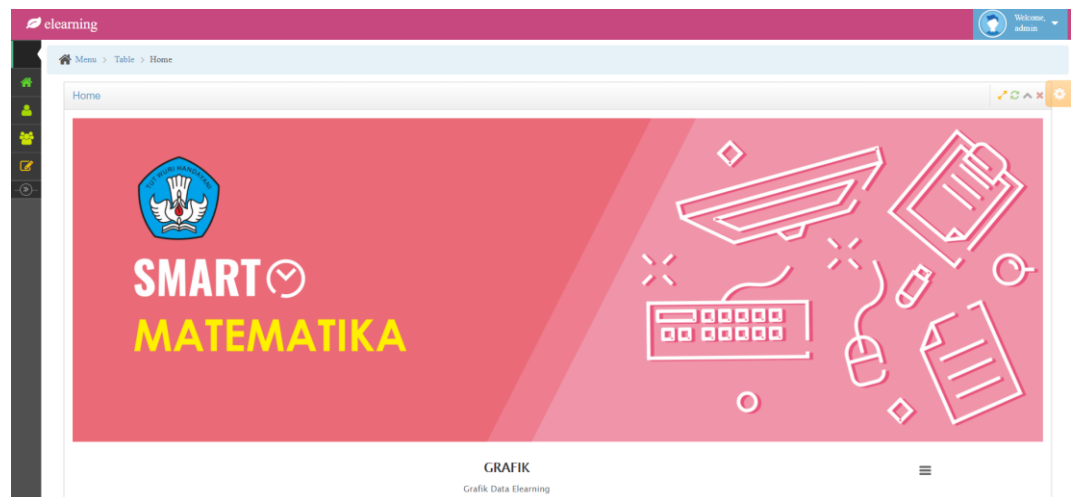 elearning
Welcome,
admin
Menu > Table > Home
Home
TUT WURI HANDAYANI
SMART
MATEMATIKA
GRAFIK
Grafik Data Elearning